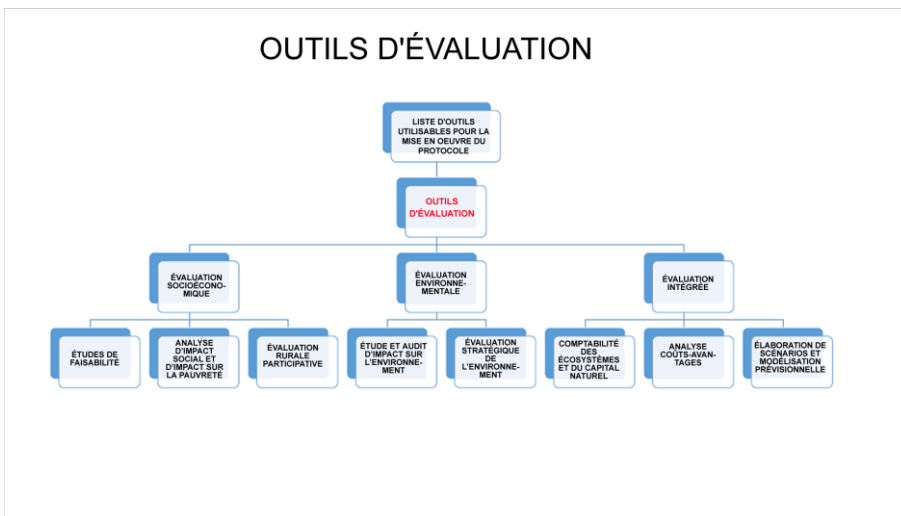 OUTILS D'ÉVALUATION
LISTE D'OUTILS
UTILISABLES POUR LA
MISE EN OEUVRE DU
PROTOCOLE
OUTILS
D'ÉVALUATION
ÉVALUATION
SOCIOÉCONO-
MIQUE
ÉVALUATION
ENVIRONNE-
MENTALE
ÉVALUATION
INTÉGRÉE
ÉTUDES DE
FAISABILITÉ
ANALYSE
D'IMPACT
SOCIAL ET
D'IMPACT SUR
LA PAUVRETÉ
ÉVALUATION
RURALE
PARTICIPATIVE
ÉTUDE ET AUDIT
D'IMPACT SUR
L'ENVIRONNE-
MENT
ÉVALUATION
STRATÉGIQUE
DE
L'ENVIRONNE-
MENT
COMPTABILITÉ
DES
ÉCOSYSTÈMES
ET DU CAPITAL
NATUREL
ANALYSE
COÛTS-AVAN-
TAGES
ÉLABORATION DE
SCÉNARIOS ET
MODÉLISATION
PRÉVISIONNELLE